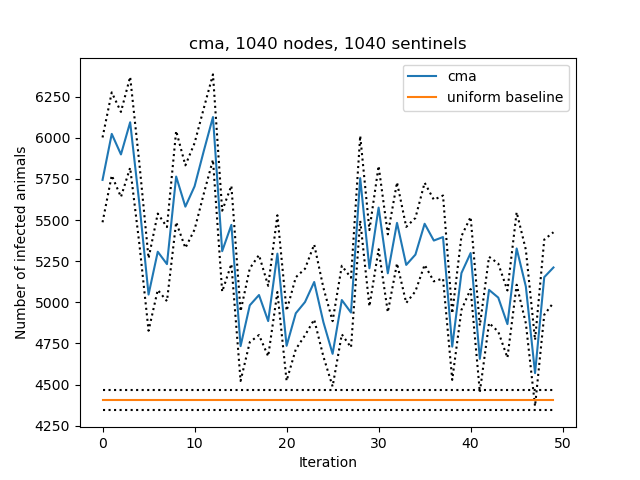 cma, 1040 nodes, 1040 sentinels
cma
uniform baseline
Number of infected animals
6250
6000
5750
5500
5250
5000
4750
4500
4250
0 10 20 30 40 50
Iteration